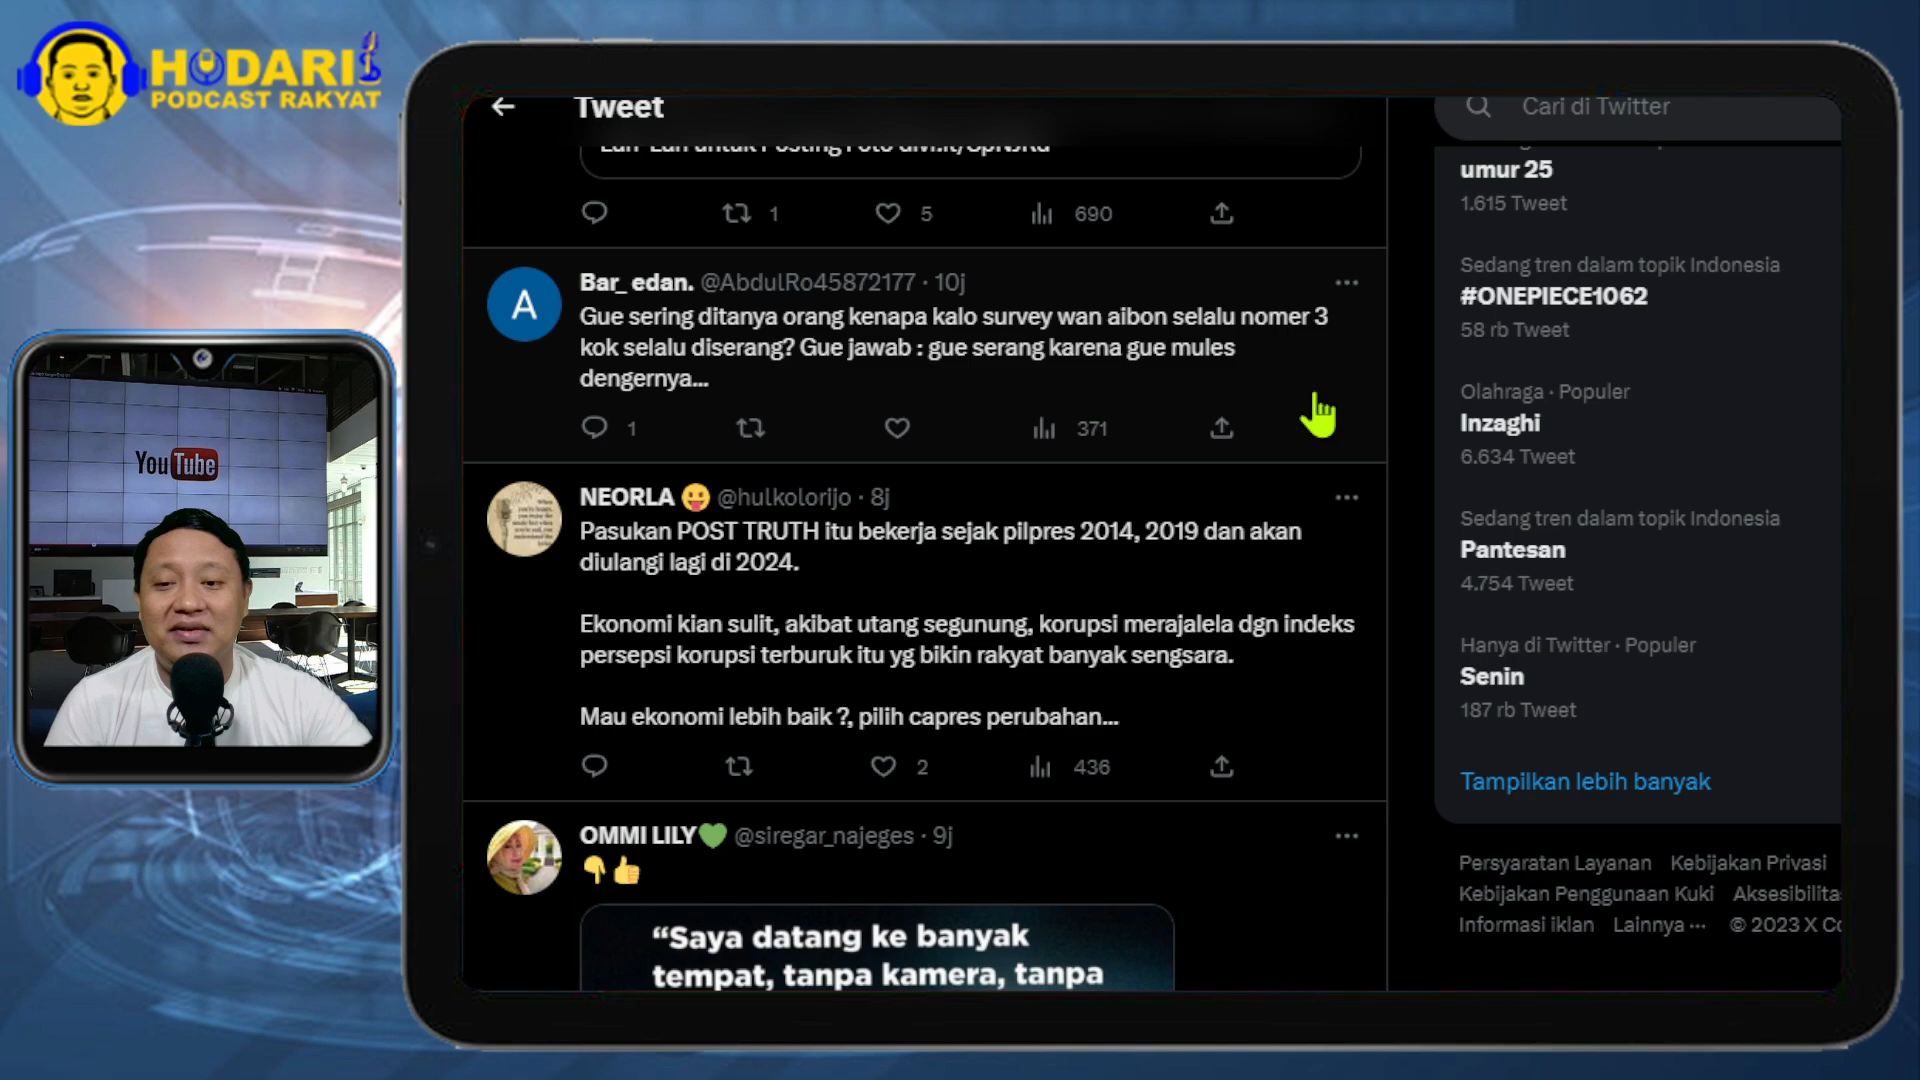 HODARI
PODCAST RAKYAT
YouTube
Tweet
1
5
690
Bar_ edan. @AbdulRo45872177 · 10j
Gue sering ditanya orang kenapa kalo survey wan aibon selalu nomer 3
kok selalu diserang? Gue jawab : gue serang karena gue mules
dengernya...
1
371
NEORLA 😛 @hulkolorijo · 8j
Pasukan POST TRUTH itu bekerja sejak pilpres 2014, 2019 dan akan
diulangi lagi di 2024.
Ekonomi kian sulit, akibat utang segunung, korupsi merajalela dgn indeks
persepsi korupsi terburuk itu yg bikin rakyat banyak sengsara.
Mau ekonomi lebih baik ?, pilih capres perubahan...
2
436
OMMI LILY💚 @siregar_najeges · 9j
👇👍
“Saya datang ke banyak
tempat, tanpa kamera, tanpa
Cari di Twitter
umur 25
1.615 Tweet
Sedang tren dalam topik Indonesia
#ONEPIECE1062
58 rb Tweet
Olahraga · Populer
Inzaghi
6.634 Tweet
Sedang tren dalam topik Indonesia
Pantesan
4.754 Tweet
Hanya di Twitter · Populer
Senin
187 rb Tweet
Tampilkan lebih banyak
Persyaratan Layanan Kebijakan Privasi
Kebijakan Penggunaan Kuki Aksesibilitas
Informasi iklan Lainnya ··· © 2023 X Co